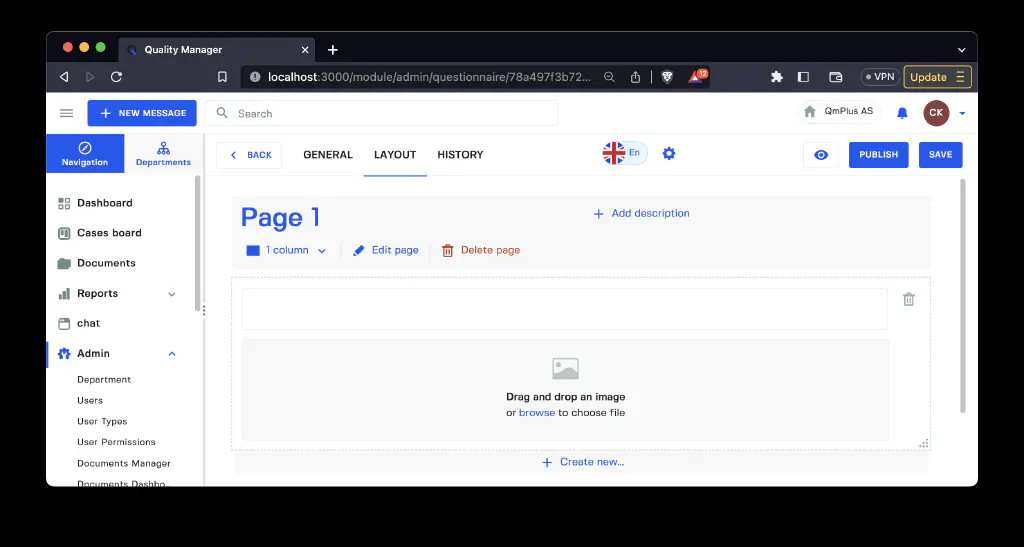 Quality Manager
localhost:3000/module/admin/questionnaire/78a497f3b72...
12
VPN
Update
NEW MESSAGE
Search
QmPlus AS
CK
Navigation
Departments
BACK
GENERAL
LAYOUT
HISTORY
En
PUBLISH
SAVE
Dashboard
Cases board
Documents
Reports
chat
Admin
Department
Users
User Types
User Permissions
Documents Manager
Documents Dashbo..
Page 1
Add description
1 column
Edit page
Delete page
Drag and drop an image
or browse to choose file
Create new...